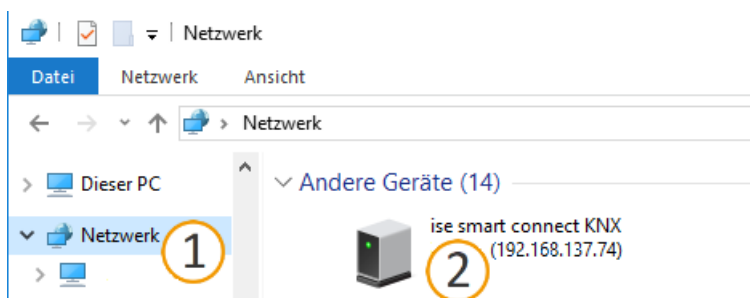 Netzwerk
Datei Netzwerk Ansicht
Netzwerk
Dieser PC
Andere Geräte (14)
Netzwerk
1
ise smart connect KNX
(192.168.137.74)
2